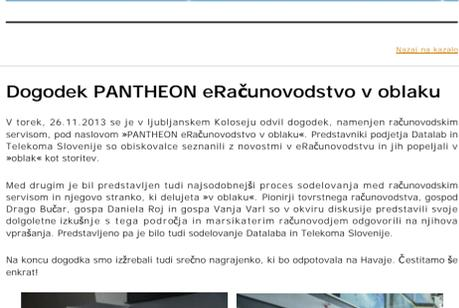 Nazaj na kazalo
Dogodek PANTHEON eRačunovodstvo v oblaku
V torek, 26.11.2013 se je v ljubljanskem Koloseju odvil dogodek, namenjen računovodskim
servisom, pod naslovom »PANTHEON eRačunovodstvo v oblaku«. Predstavniki podjetja Datalab in
Telekoma Slovenije so obiskovalce seznanili z novostmi v eRačunovodstvu in jih popeljali v
»oblak« kot storitev.
Med drugim je bil predstavljen tudi najsodobnejši proces sodelovanja med računovodskim
servisom in njegovo stranko, ki delujeta »v oblaku«. Pionirji tovrstnega računovodstva, gospod
Drago Bučar, gospa Daniela Roj in gospa Vanja Varl so v okviru diskusije predstavili svoje
dolgoletne izkušnje s tega področja in marsikaterim računovodjem odgovorili na njihova
vprašanja. Predstavljeno pa je bilo tudi sodelovanje Datalaba in Telekoma Slovenije.
Na koncu dogodka smo izžrebali tudi srečno nagrajenko, ki bo odpotovala na Havaje. Čestitamo še
enkrat!